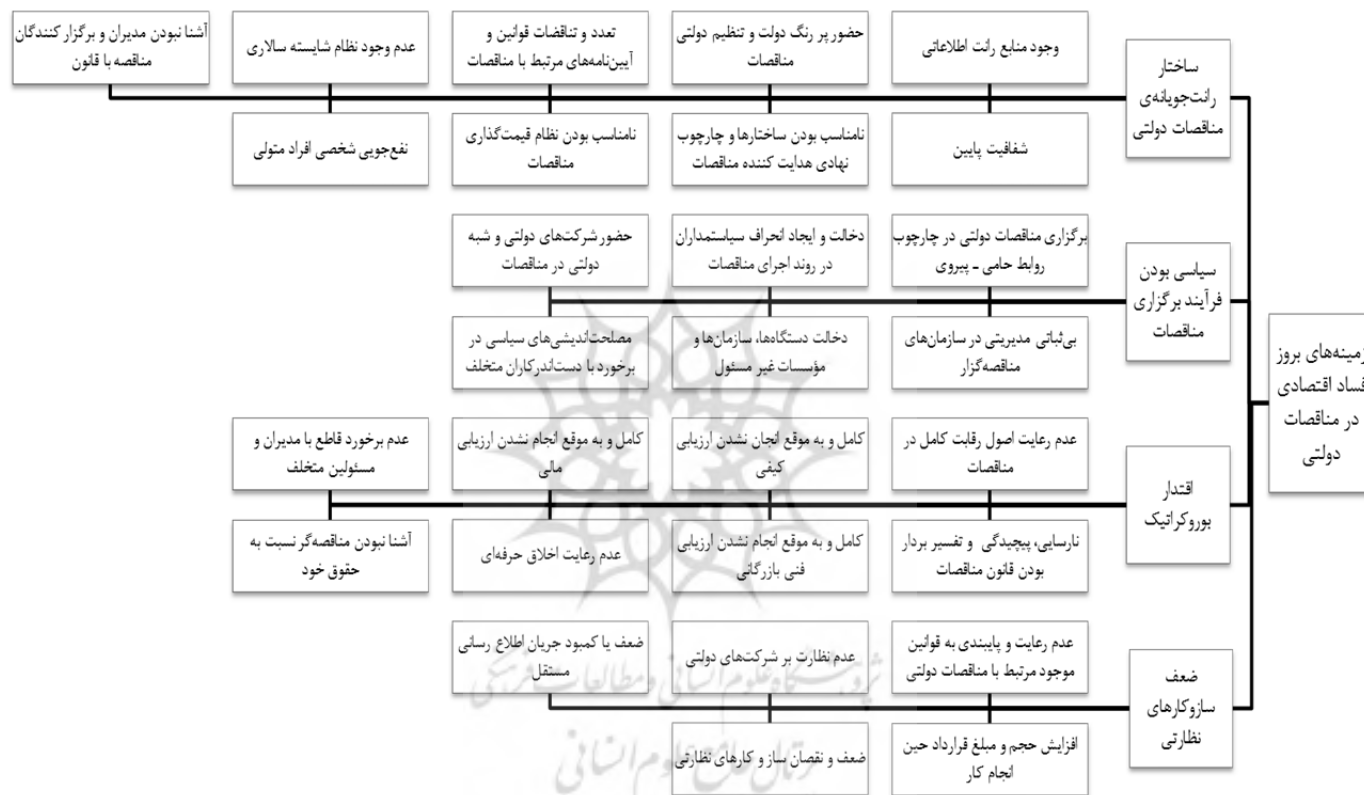 زمینه‌های بروز
فساد اقتصادی
در مناقصات
دولتی
ساختار
رانت‌جویانه‌ی
مناقصات دولتی
وجود منابع رانت اطلاعاتی
حضور پر رنگ دولت و تنظیم دولتی
مناقصات
تعدد و تناقضات قوانین و
آیین‌نامه‌های مرتبط با مناقصات
عدم وجود نظام شایسته سالاری
آشنا نبودن مدیران و برگزار کنندگان
مناقصه با قانون
شفافیت پایین
نامناسب بودن ساختارها و چارچوب
نهادی هدایت کننده مناقصات
نامناسب بودن نظام قیمت‌گذاری
مناقصات
نفع‌جویی شخصی افراد متولی
سیاسی بودن
فرآیند برگزاری
مناقصات
برگزاری مناقصات دولتی در چارچوب
روابط حامی ـ پیروی
دخالت و ایجاد انحراف سیاستمداران
در روند اجرای مناقصات
حضور شرکت‌های دولتی و شبه
دولتی در مناقصات
بی‌ثباتی مدیریتی در سازمان‌های
مناقصه‌گزار
دخالت دستگاه‌ها، سازمان‌ها و
مؤسسات غیر مسئول
مصلحت‌اندیشی‌های سیاسی در
برخورد با دست‌اندرکاران متخلف
اقتدار
بوروکراتیک
عدم رعایت اصول رقابت کامل در
مناقصات
کامل و به موقع انجان نشدن ارزیابی
کیفی
کامل و به موقع انجام نشدن ارزیابی
مالی
عدم برخورد قاطع با مدیران و
مسئولین متخلف
نارسایی، پیچیدگی و تفسیر بردار
بودن قانون مناقصات
کامل و به موقع انجام نشدن ارزیابی
فنی بازرگانی
عدم رعایت اخلاق حرفه‌ای
آشنا نبودن مناقصه‌گر نسبت به
حقوق خود
ضعف
سازوکارهای
نظارتی
عدم رعایت و پایبندی به قوانین
موجود مرتبط با مناقصات دولتی
عدم نظارت بر شرکت‌های دولتی
ضعف یا کمبود جریان اطلاع رسانی
مستقل
افزایش حجم و مبلغ قرارداد حین
انجام کار
ضعف و نقصان ساز و کارهای نظارتی
پژوهشگاه علوم انسانی و مطالعات فرهنگی
پرتال جامع علوم انسانی